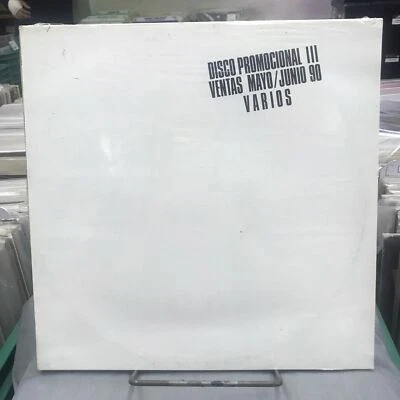 DISCO PROMOCIONAL III
VENTAS MAYO/JUNIO 90
VARIOS